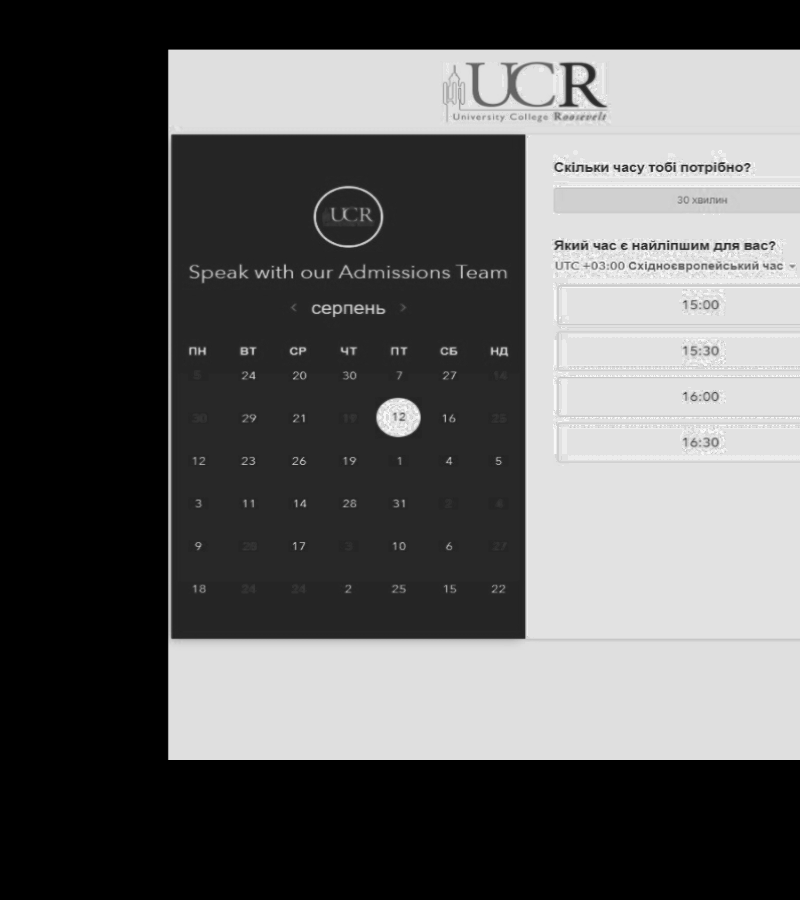 UCR
University College Roosevelt
UCR
Speak with our Admissions Team
< серпень >
ПН ВТ СР ЧТ ПТ СБ НД
5 24 20 30 7 27 14
30 29 21 19 12 16 25
12 23 26 19 1 4 5
3 11 14 28 31 2 4
9 20 17 3 10 6 27
18 24 24 2 25 15 22
Скільки часу тобі потрібно?
30 хвилин
Який час є найліпшим для вас?
UTC +03:00 Східноєвропейський час
15:00
15:30
16:00
16:30